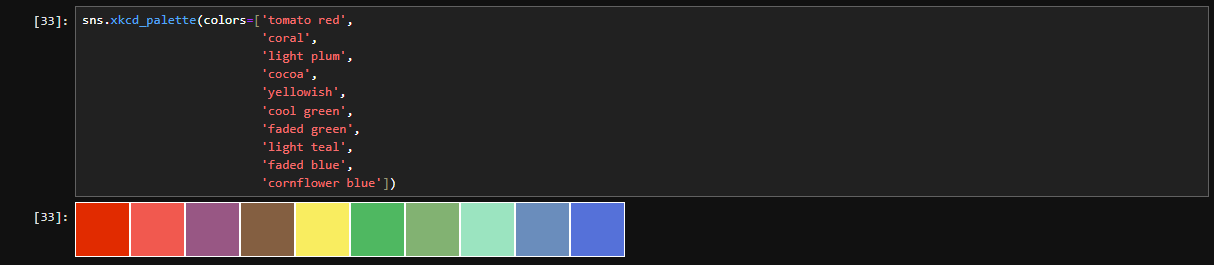 [33]: sns.xkcd_palette(colors=['tomato red',
'coral',
'light plum',
'cocoa',
'yellowish',
'cool green',
'faded green',
'light teal',
'faded blue',
'cornflower blue'])
[33]: